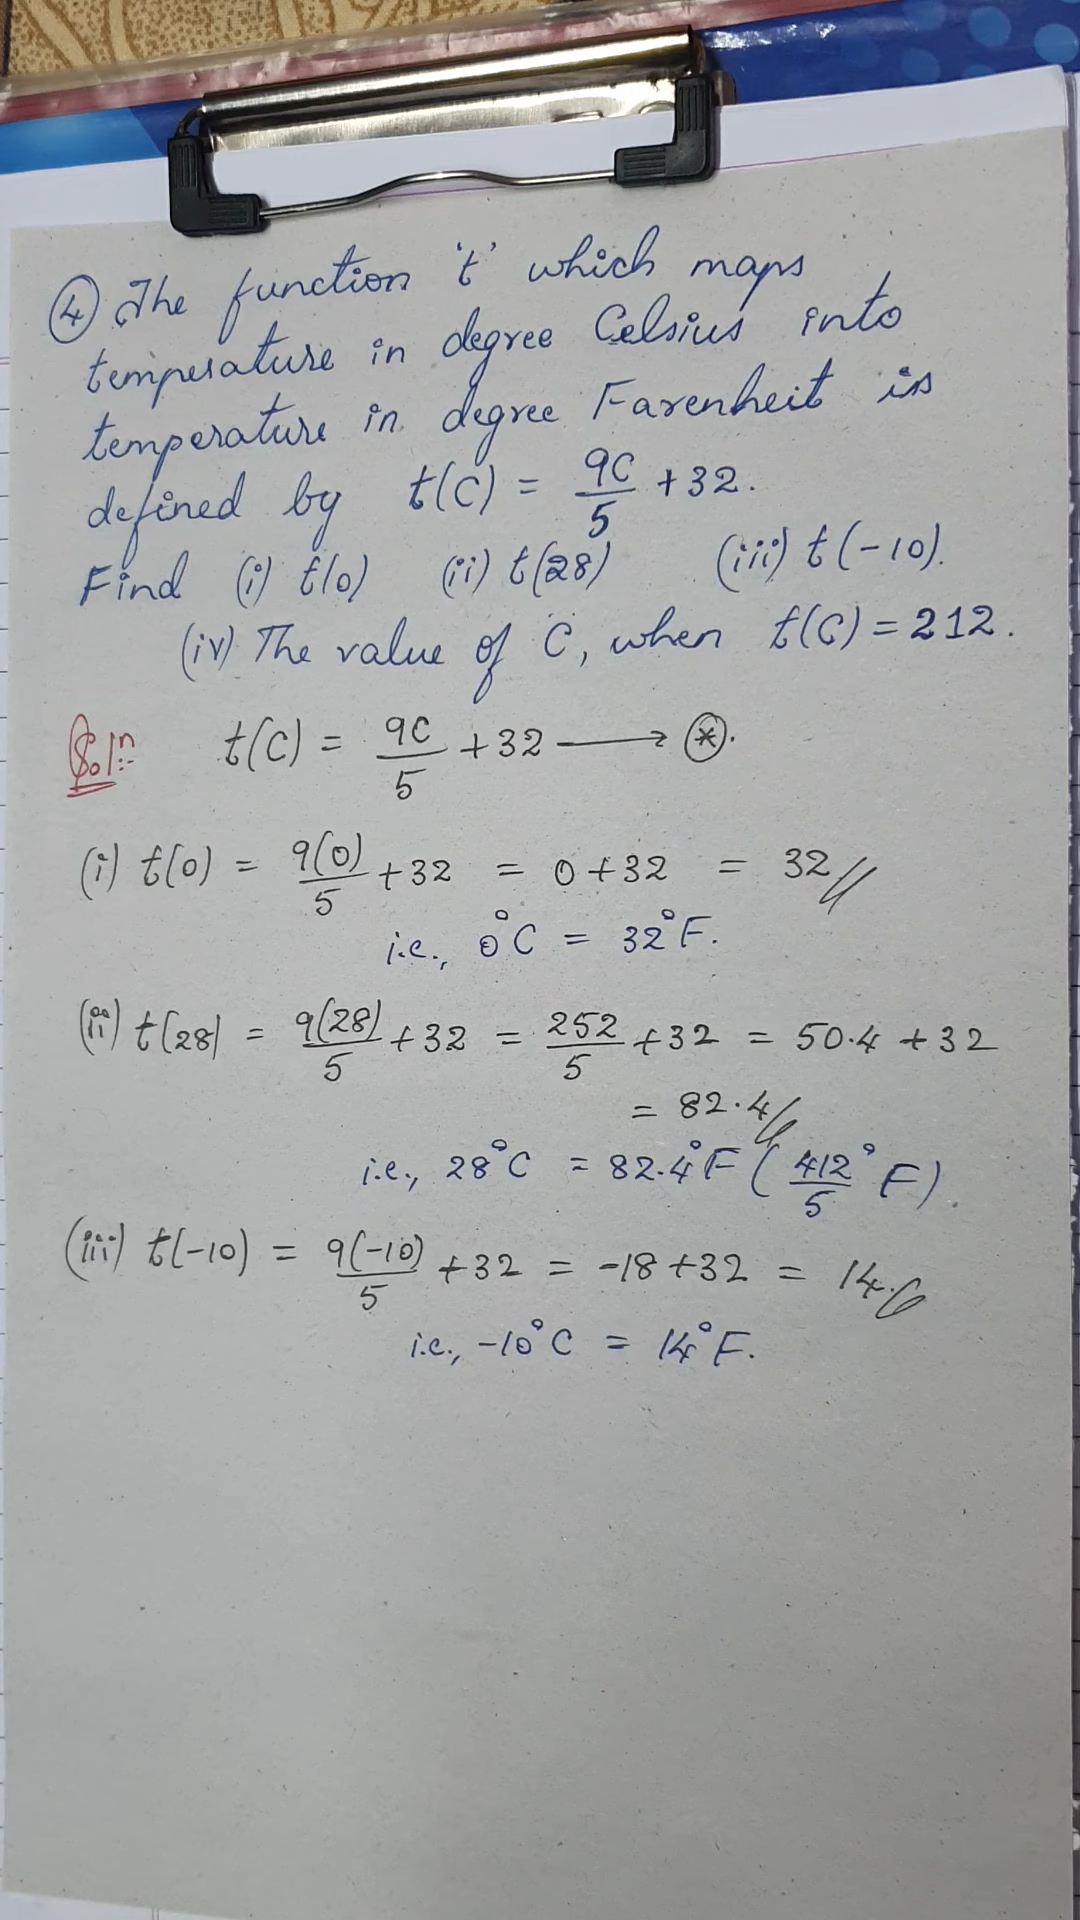 ④ The function 't' which maps
temperature in degree Celsius into
temperature in degree Farenheit is
defined by t(C) = 9C/5 + 32.
Find (i) t(0) (ii) t(28) (iii) t(-10).
(iv) The value of C, when t(C) = 212.
Solⁿ:- t(C) = 9C/5 + 32 ⟶ ⊛.
(i) t(0) = 9(0)/5 + 32 = 0 + 32 = 32//
i.e., 0°C = 32°F.
(ii) t(28) = 9(28)/5 + 32 = 252/5 + 32 = 50.4 + 32
= 82.4//
i.e., 28°C = 82.4°F (412/5 °F).
(iii) t(-10) = 9(-10)/5 + 32 = -18 + 32 = 14.//
i.e., -10°C = 14°F.